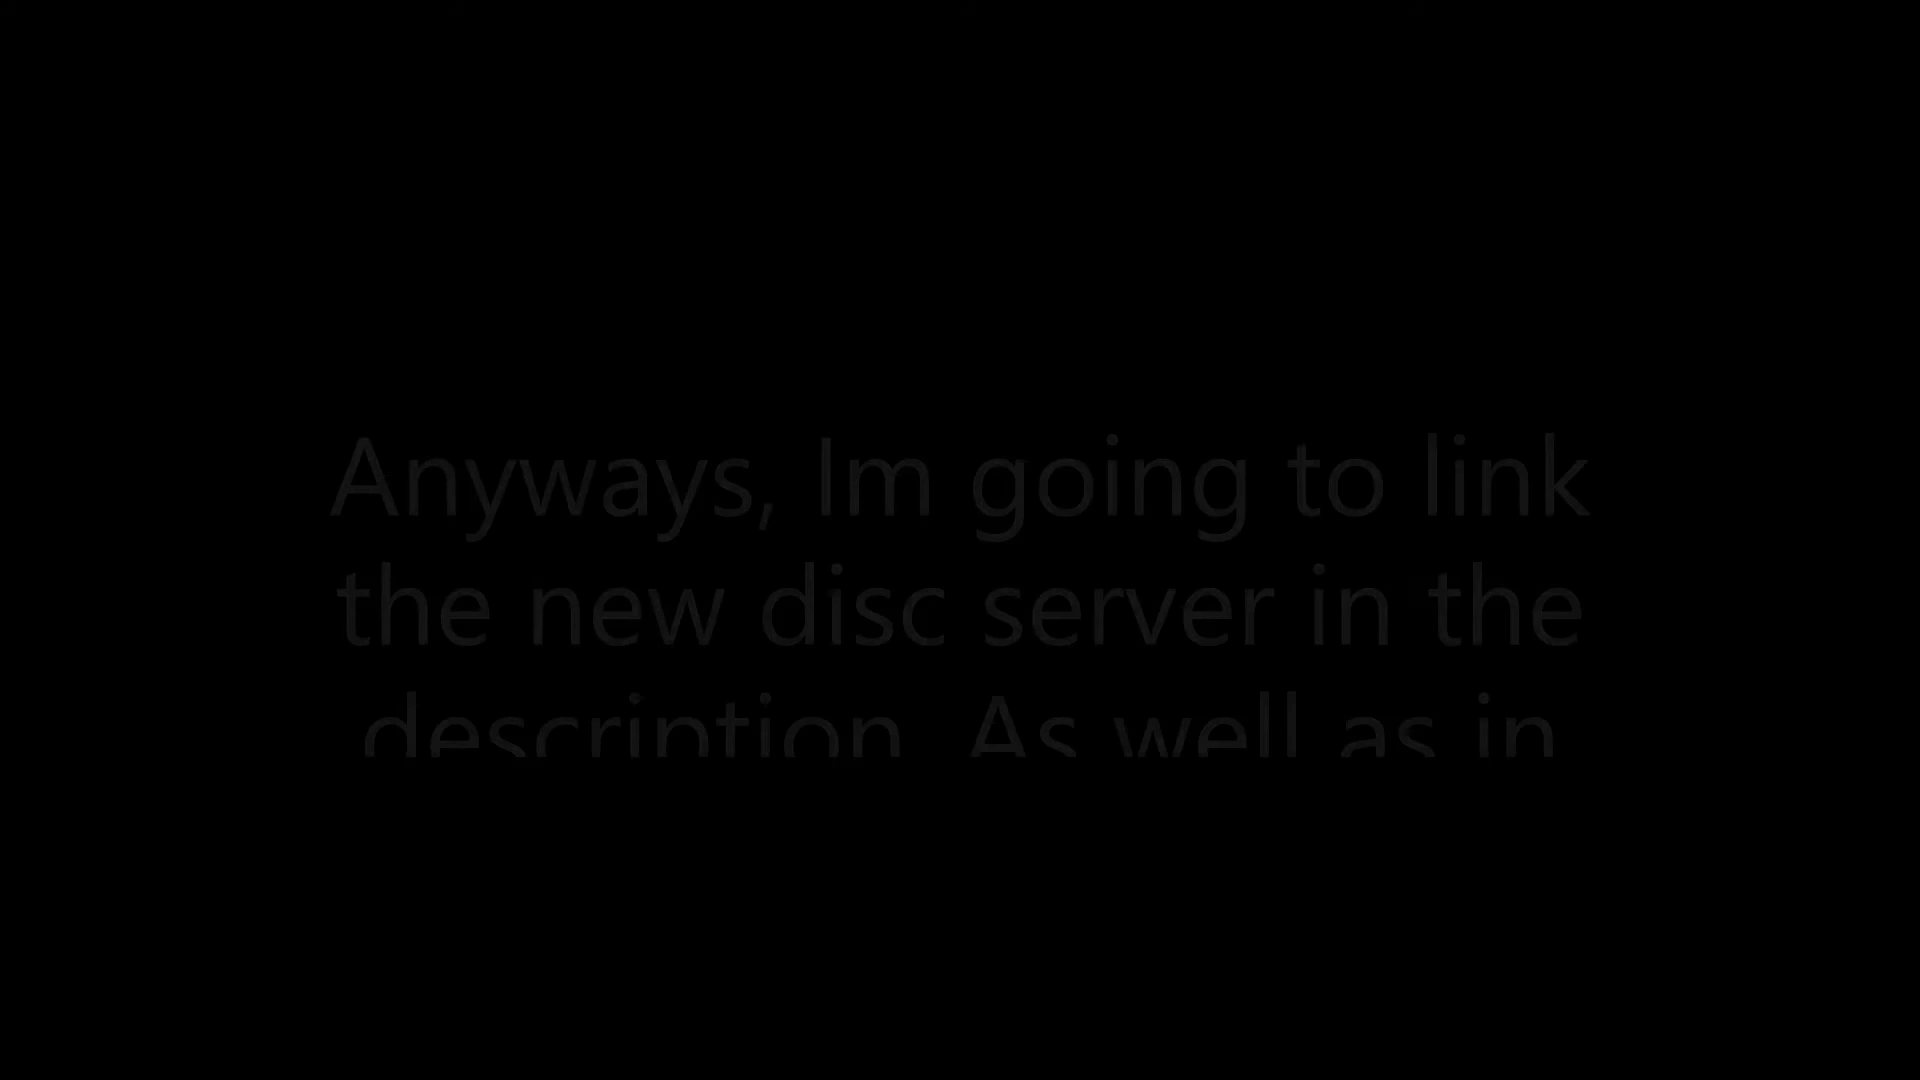 Anyways, Im going to link
the new disc server in the
description. As well as in